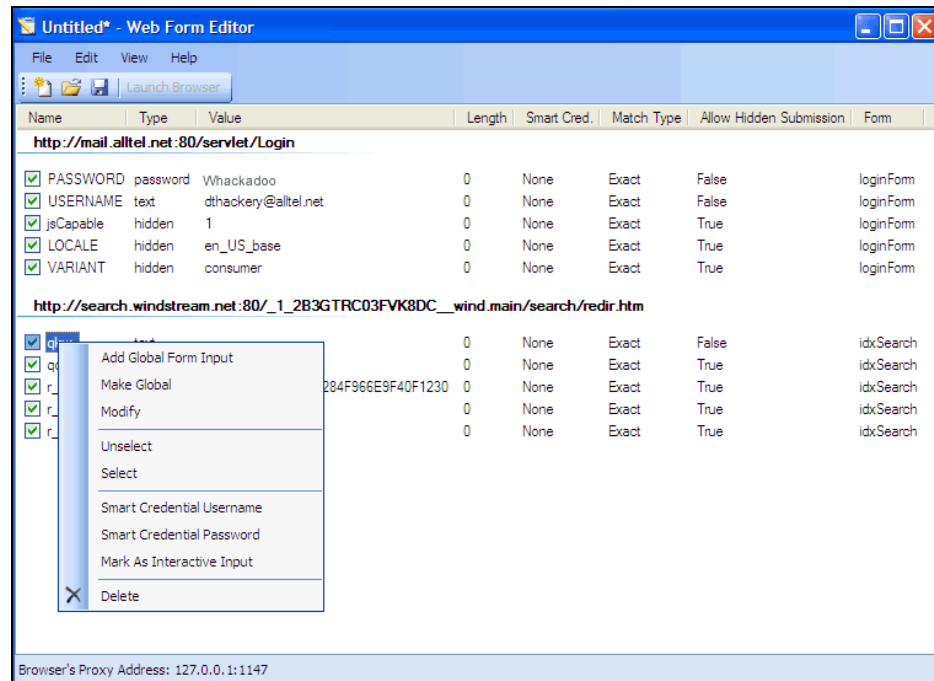 Untitled* - Web Form Editor
File Edit View Help
Launch Browser
Name Type Value Length Smart Cred. Match Type Allow Hidden Submission Form
http://mail.alltel.net:80/servlet/Login
PASSWORD password Whackadoo 0 None Exact False loginForm
USERNAME text dthackery@alltel.net 0 None Exact False loginForm
jsCapable hidden 1 0 None Exact True loginForm
LOCALE hidden en_US_base 0 None Exact True loginForm
VARIANT hidden consumer 0 None Exact True loginForm
http://search.windstream.net:80/_1_2B3GTRC03FVK8DC__wind.main/search/redir.htm
0 None Exact False idxSearch
0 None Exact True idxSearch
284F966E9F40F1230 0 None Exact True idxSearch
0 None Exact True idxSearch
0 None Exact True idxSearch
Add Global Form Input
Make Global
Modify
Unselect
Select
Smart Credential Username
Smart Credential Password
Mark As Interactive Input
Delete
Browser's Proxy Address: 127.0.0.1:1147